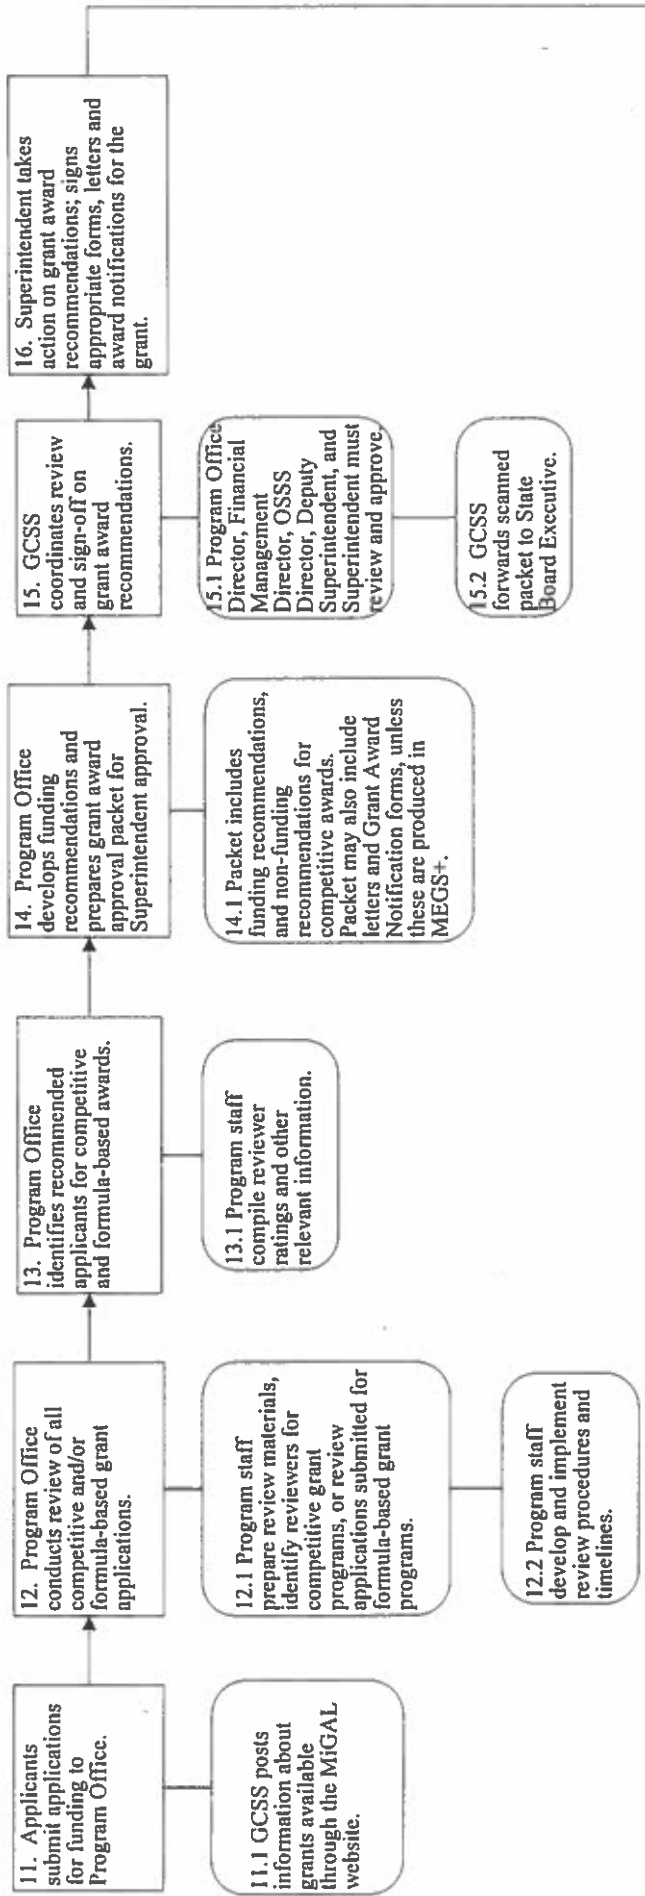 11. Applicants
submit applications
for funding to
Program Office.
11.1 GCSS posts
information about
grants available
through the MiGAL
website.
12. Program Office
conducts review of all
competitive and/or
formula-based grant
applications.
12.1 Program staff
prepare review materials,
identify reviewers for
competitive grant
programs, or review
applications submitted for
formula-based grant
programs.
12.2 Program staff
develop and implement
review procedures and
timelines.
13. Program Office
identifies recommended
applicants for competitive
and formula-based awards.
13.1 Program staff
compile reviewer
ratings and other
relevant information.
14. Program Office
develops funding
recommendations and
prepares grant award
approval packet for
Superintendent approval.
14.1 Packet includes
funding recommendations,
and non-funding
recommendations for
competitive awards.
Packet may also include
letters and Grant Award
Notification forms, unless
these are produced in
MEGS+.
15. GCSS
coordinates review
and sign-off on
grant award
recommendations.
15.1 Program Office
Director, Financial
Management
Director, OSSS
Director, Deputy
Superintendent, and
Superintendent must
review and approve.
15.2 GCSS
forwards scanned
packet to State
Board Executive.
16. Superintendent takes
action on grant award
recommendations; signs
appropriate forms, letters and
award notifications for the
grant.